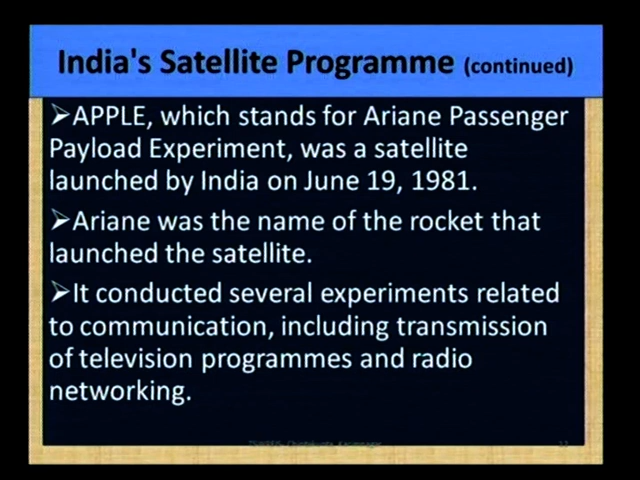 India's Satellite Programme (continued)
➢APPLE, which stands for Ariane Passenger
Payload Experiment, was a satellite
launched by India on June 19, 1981.
➢Ariane was the name of the rocket that
launched the satellite.
➢It conducted several experiments related
to communication, including transmission
of television programmes and radio
networking.